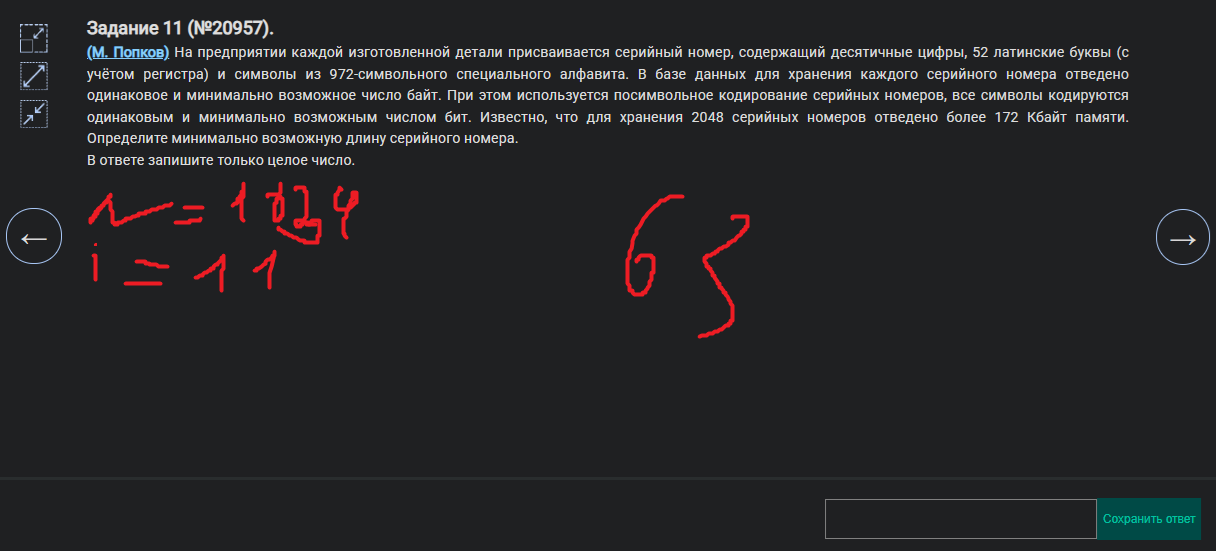 Задание 11 (№20957).
(М. Попков) На предприятии каждой изготовленной детали присваивается серийный номер, содержащий десятичные цифры, 52 латинские буквы (с
учётом регистра) и символы из 972-символьного специального алфавита. В базе данных для хранения каждого серийного номера отведено
одинаковое и минимально возможное число байт. При этом используется посимвольное кодирование серийных номеров, все символы кодируются
одинаковым и минимально возможным числом бит. Известно, что для хранения 2048 серийных номеров отведено более 172 Кбайт памяти.
Определите минимально возможную длину серийного номера.
В ответе запишите только целое число.
= 1024
i = 11
63
Сохранить ответ